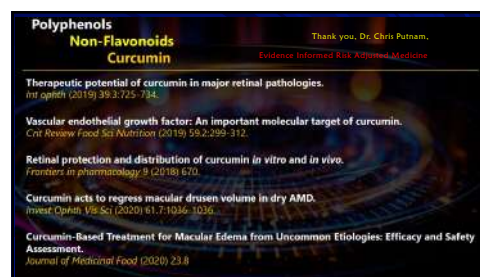 Polyphenols
Non-Flavonoids
Curcumin
Thank you, Dr. Chris Putnam,
Evidence Informed Risk Adjusted Medicine
Therapeutic potential of curcumin in major retinal pathologies.
Int ophth (2019) 39.3:725-734.
Vascular endothelial growth factor: An important molecular target of curcumin.
Crit Review Food Sci Nutrition (2019) 59.2:299-312.
Retinal protection and distribution of curcumin in vitro and in vivo.
Frontiers in pharmacology 9 (2018) 670.
Curcumin acts to regress macular drusen volume in dry AMD.
Invest Ophth Vis Sci (2020) 61.7:1036-1036.
Curcumin-Based Treatment for Macular Edema from Uncommon Etiologies: Efficacy and Safety
Assessment.
Journal of Medicinal Food (2020) 23.8